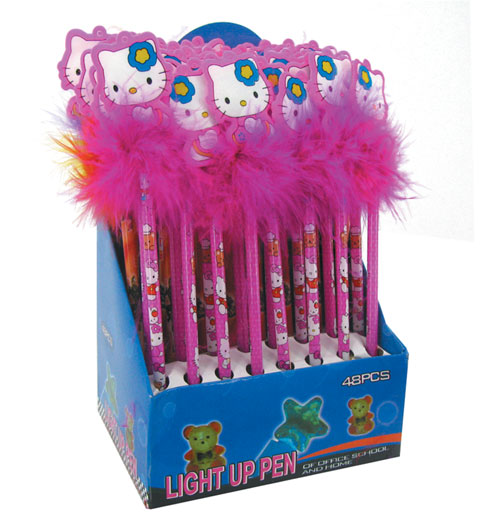 48PCS
LIGHT UP PEN
OF OFFICE SCHOOL
AND HOME